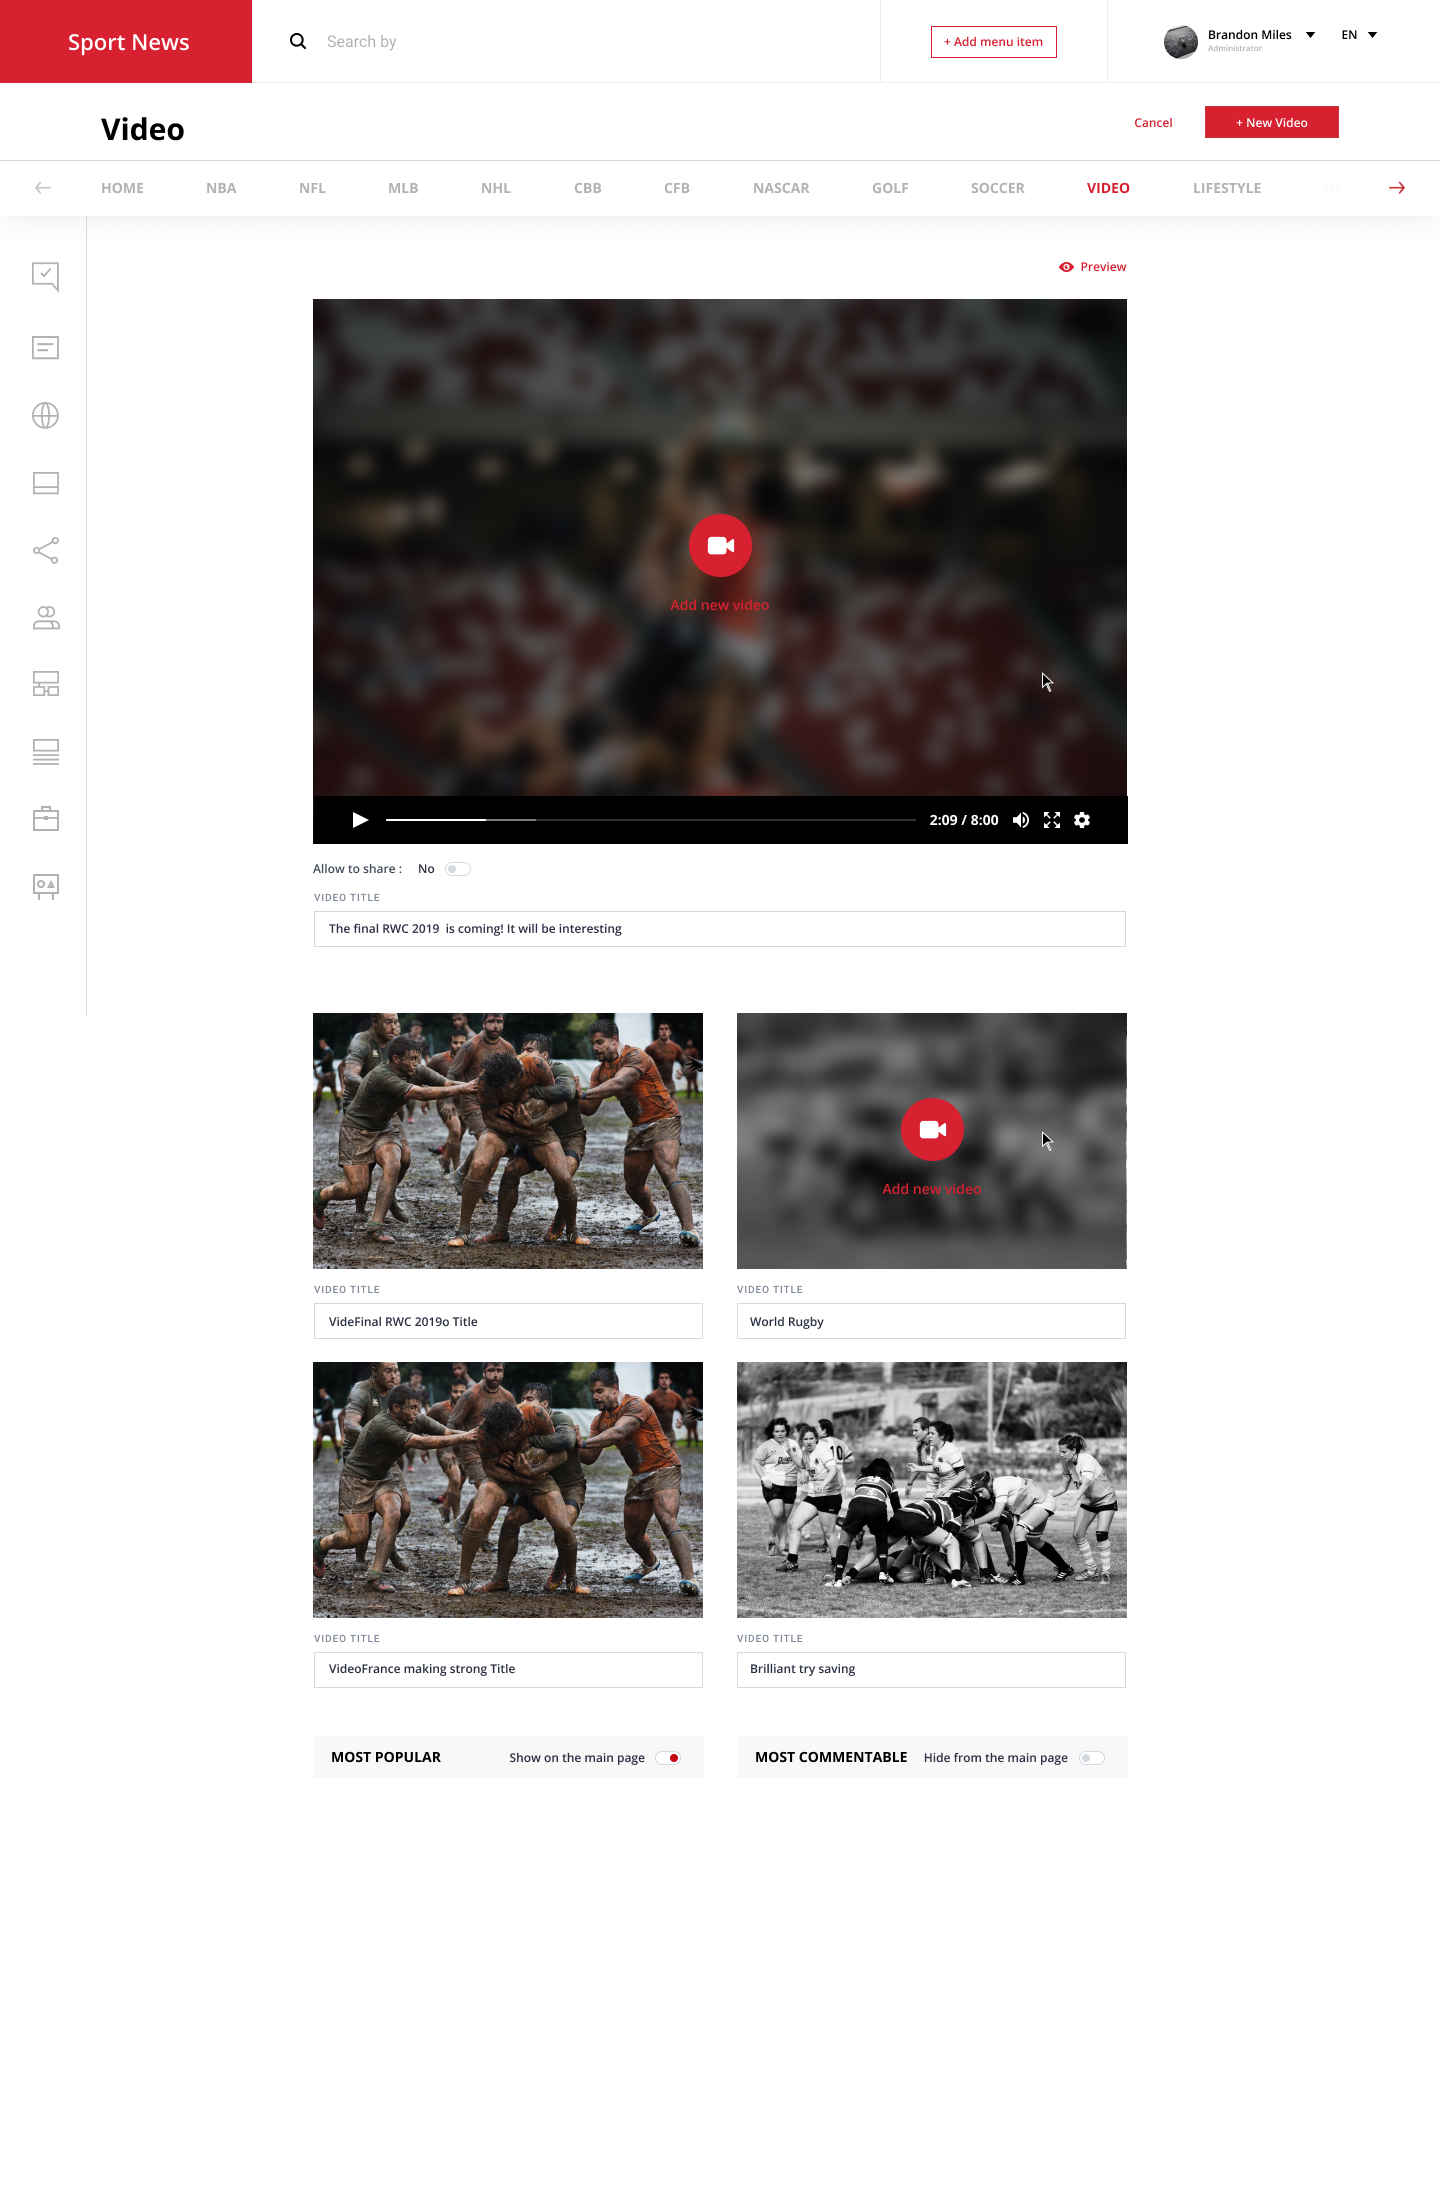 Sport News
Search by
+ Add menu item
Brandon Miles
Administrator
EN
Video
Cancel
+ New Video
HOME NBA NFL MLB NHL CBB CFB NASCAR GOLF SOCCER VIDEO LIFESTYLE
Preview
Add new video
2:09 / 8:00
Allow to share : No
VIDEO TITLE
The final RWC 2019 is coming! It will be interesting
Add new video
VIDEO TITLE
VideFinal RWC 2019o Title
VIDEO TITLE
World Rugby
10
VIDEO TITLE
VideoFrance making strong Title
VIDEO TITLE
Brilliant try saving
MOST POPULAR Show on the main page
MOST COMMENTABLE Hide from the main page